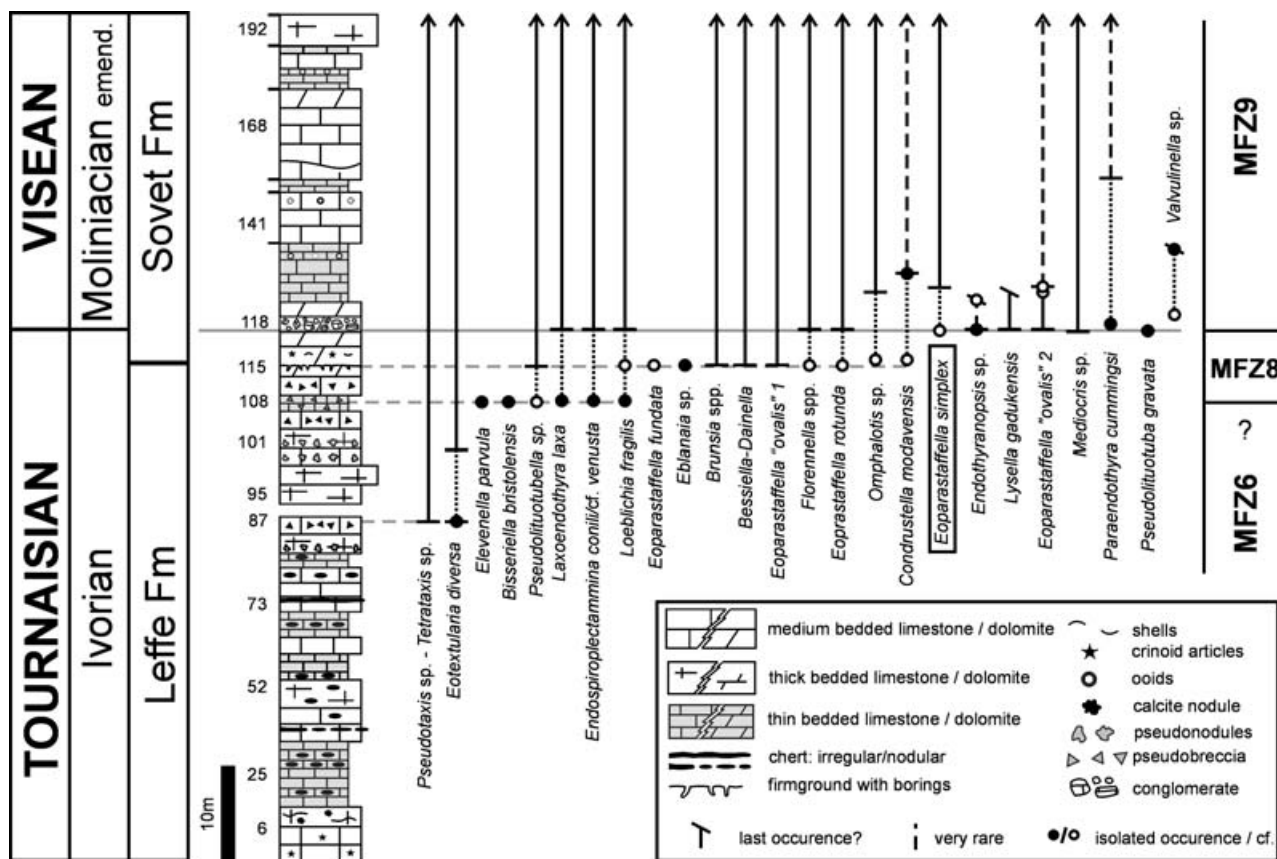 VISEAN
TOURNAISIAN
Moliniacian emend.
Ivorian
Sovet Fm
Leffe Fm
192
168
141
118
115
108
101
95
87
73
52
25
6
10m
Pseudotaxis sp. - Tetrataxis sp.
Eotextularia diversa
Elevenella parvula
Bisseriella bristolensis
Pseudolituotubella sp.
Laxoendothyra laxa
Endospiroplectammina conili/cf. venusta
Loeblichia fragilis
Eoparastaffella fundata
Eblanaia sp.
Brunsia spp.
Bessiella-Dainella
Eoparastaffella "ovalis" 1
Florennella spp.
Eoprastaffella rotunda
Omphalotis sp.
Condrustella modavensis
Eoparastaffella simplex
Endothyranopsis sp.
Lysella gadukensis
Eoparastaffella "ovalis" 2
Mediocris sp.
Paraendothyra cummingsi
Pseudolituotuba gravata
Valvulinella sp.
MFZ9
MFZ8
?
MFZ6
medium bedded limestone / dolomite
thick bedded limestone / dolomite
thin bedded limestone / dolomite
chert: irregular/nodular
firmground with borings
shells
crinoid articles
ooids
calcite nodule
pseudonodules
pseudobreccia
conglomerate
last occurence?
very rare
isolated occurence / cf.